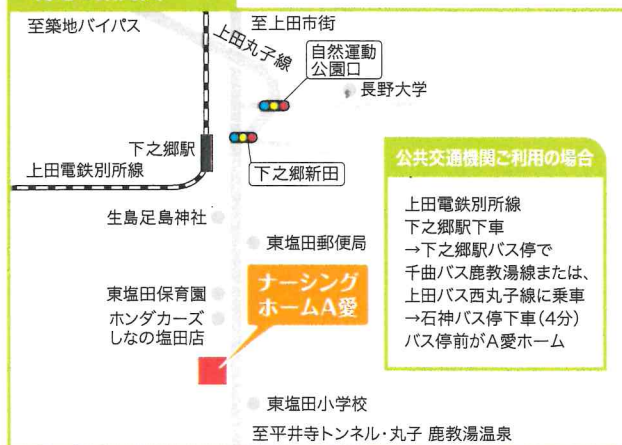 至築地バイパス
至上田市街
上田丸子線
自然運動
公園口
長野大学
下之郷駅
上田電鉄別所線
下之郷新田
公共交通機関ご利用の場合
上田電鉄別所線
下之郷駅下車
→下之郷駅バス停で
千曲バス鹿教湯線または、
上田バス西丸子線に乗車
→石神バス停下車(4分)
バス停前がA愛ホーム
生島足島神社
東塩田郵便局
ナーシング
ホームA愛
東塩田保育園
ホンダカーズ
しなの塩田店
東塩田小学校
至平井寺トンネル・丸子 鹿教湯温泉